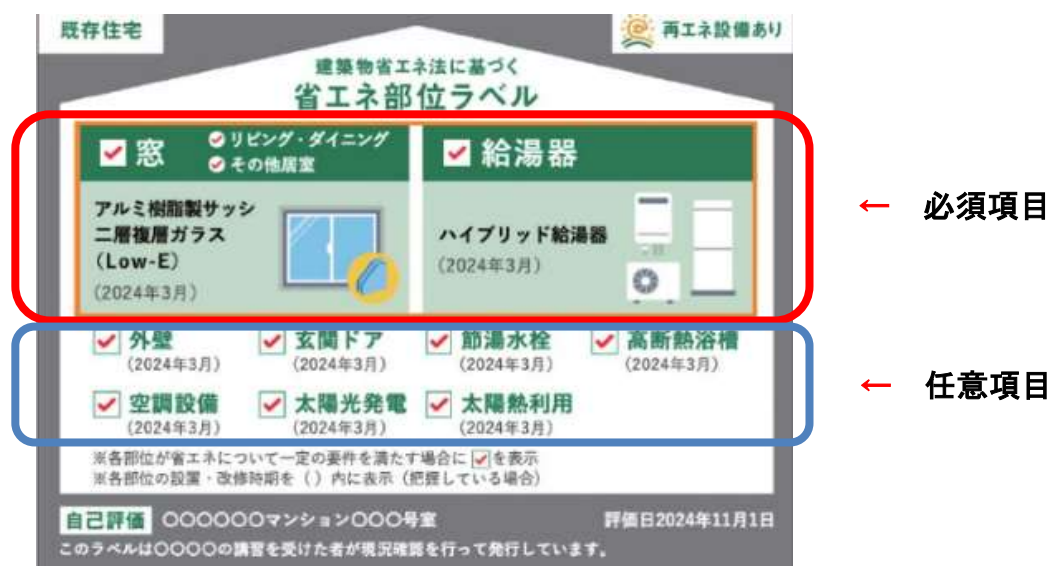 既存住宅
再エネ設備あり
建築物省エネ法に基づく
省エネ部位ラベル
窓
リビング・ダイニング
その他居室
給湯器
アルミ樹脂製サッシ
二層複層ガラス
(Low-E)
(2024年3月)
ハイブリッド給湯器
(2024年3月)
← 必須項目
外壁 玄関ドア 節湯水栓 高断熱浴槽
(2024年3月) (2024年3月) (2024年3月) (2024年3月)
空調設備 太陽光発電 太陽熱利用
(2024年3月) (2024年3月) (2024年3月)
← 任意項目
※各部位が省エネについて一定の要件を満たす場合に✓を表示
※各部位の設置・改修時期を()内に表示(把握している場合)
自己評価 〇〇〇〇〇〇マンション〇〇〇号室 評価日2024年11月1日
このラベルは〇〇〇〇の講習を受けた者が現況確認を行って発行しています。